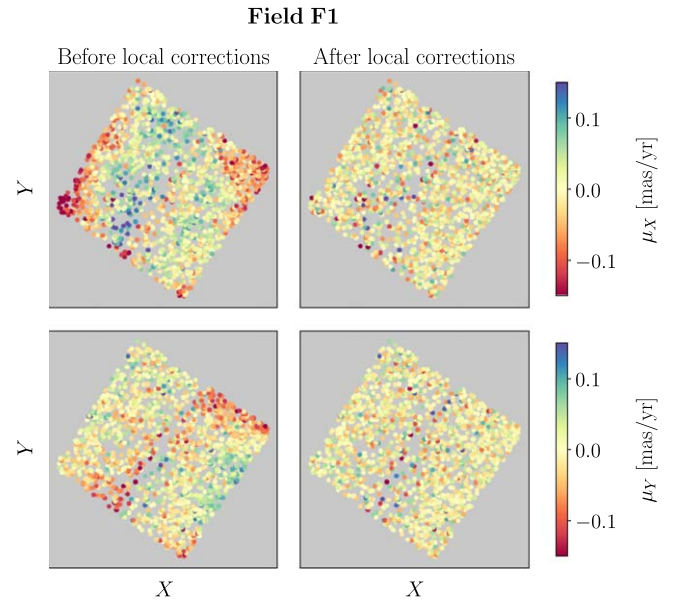 Field F1
Before local corrections
After local corrections
Y
0.1
0.0
−0.1
μX [mas/yr]
Y
0.1
0.0
−0.1
μY [mas/yr]
X
X